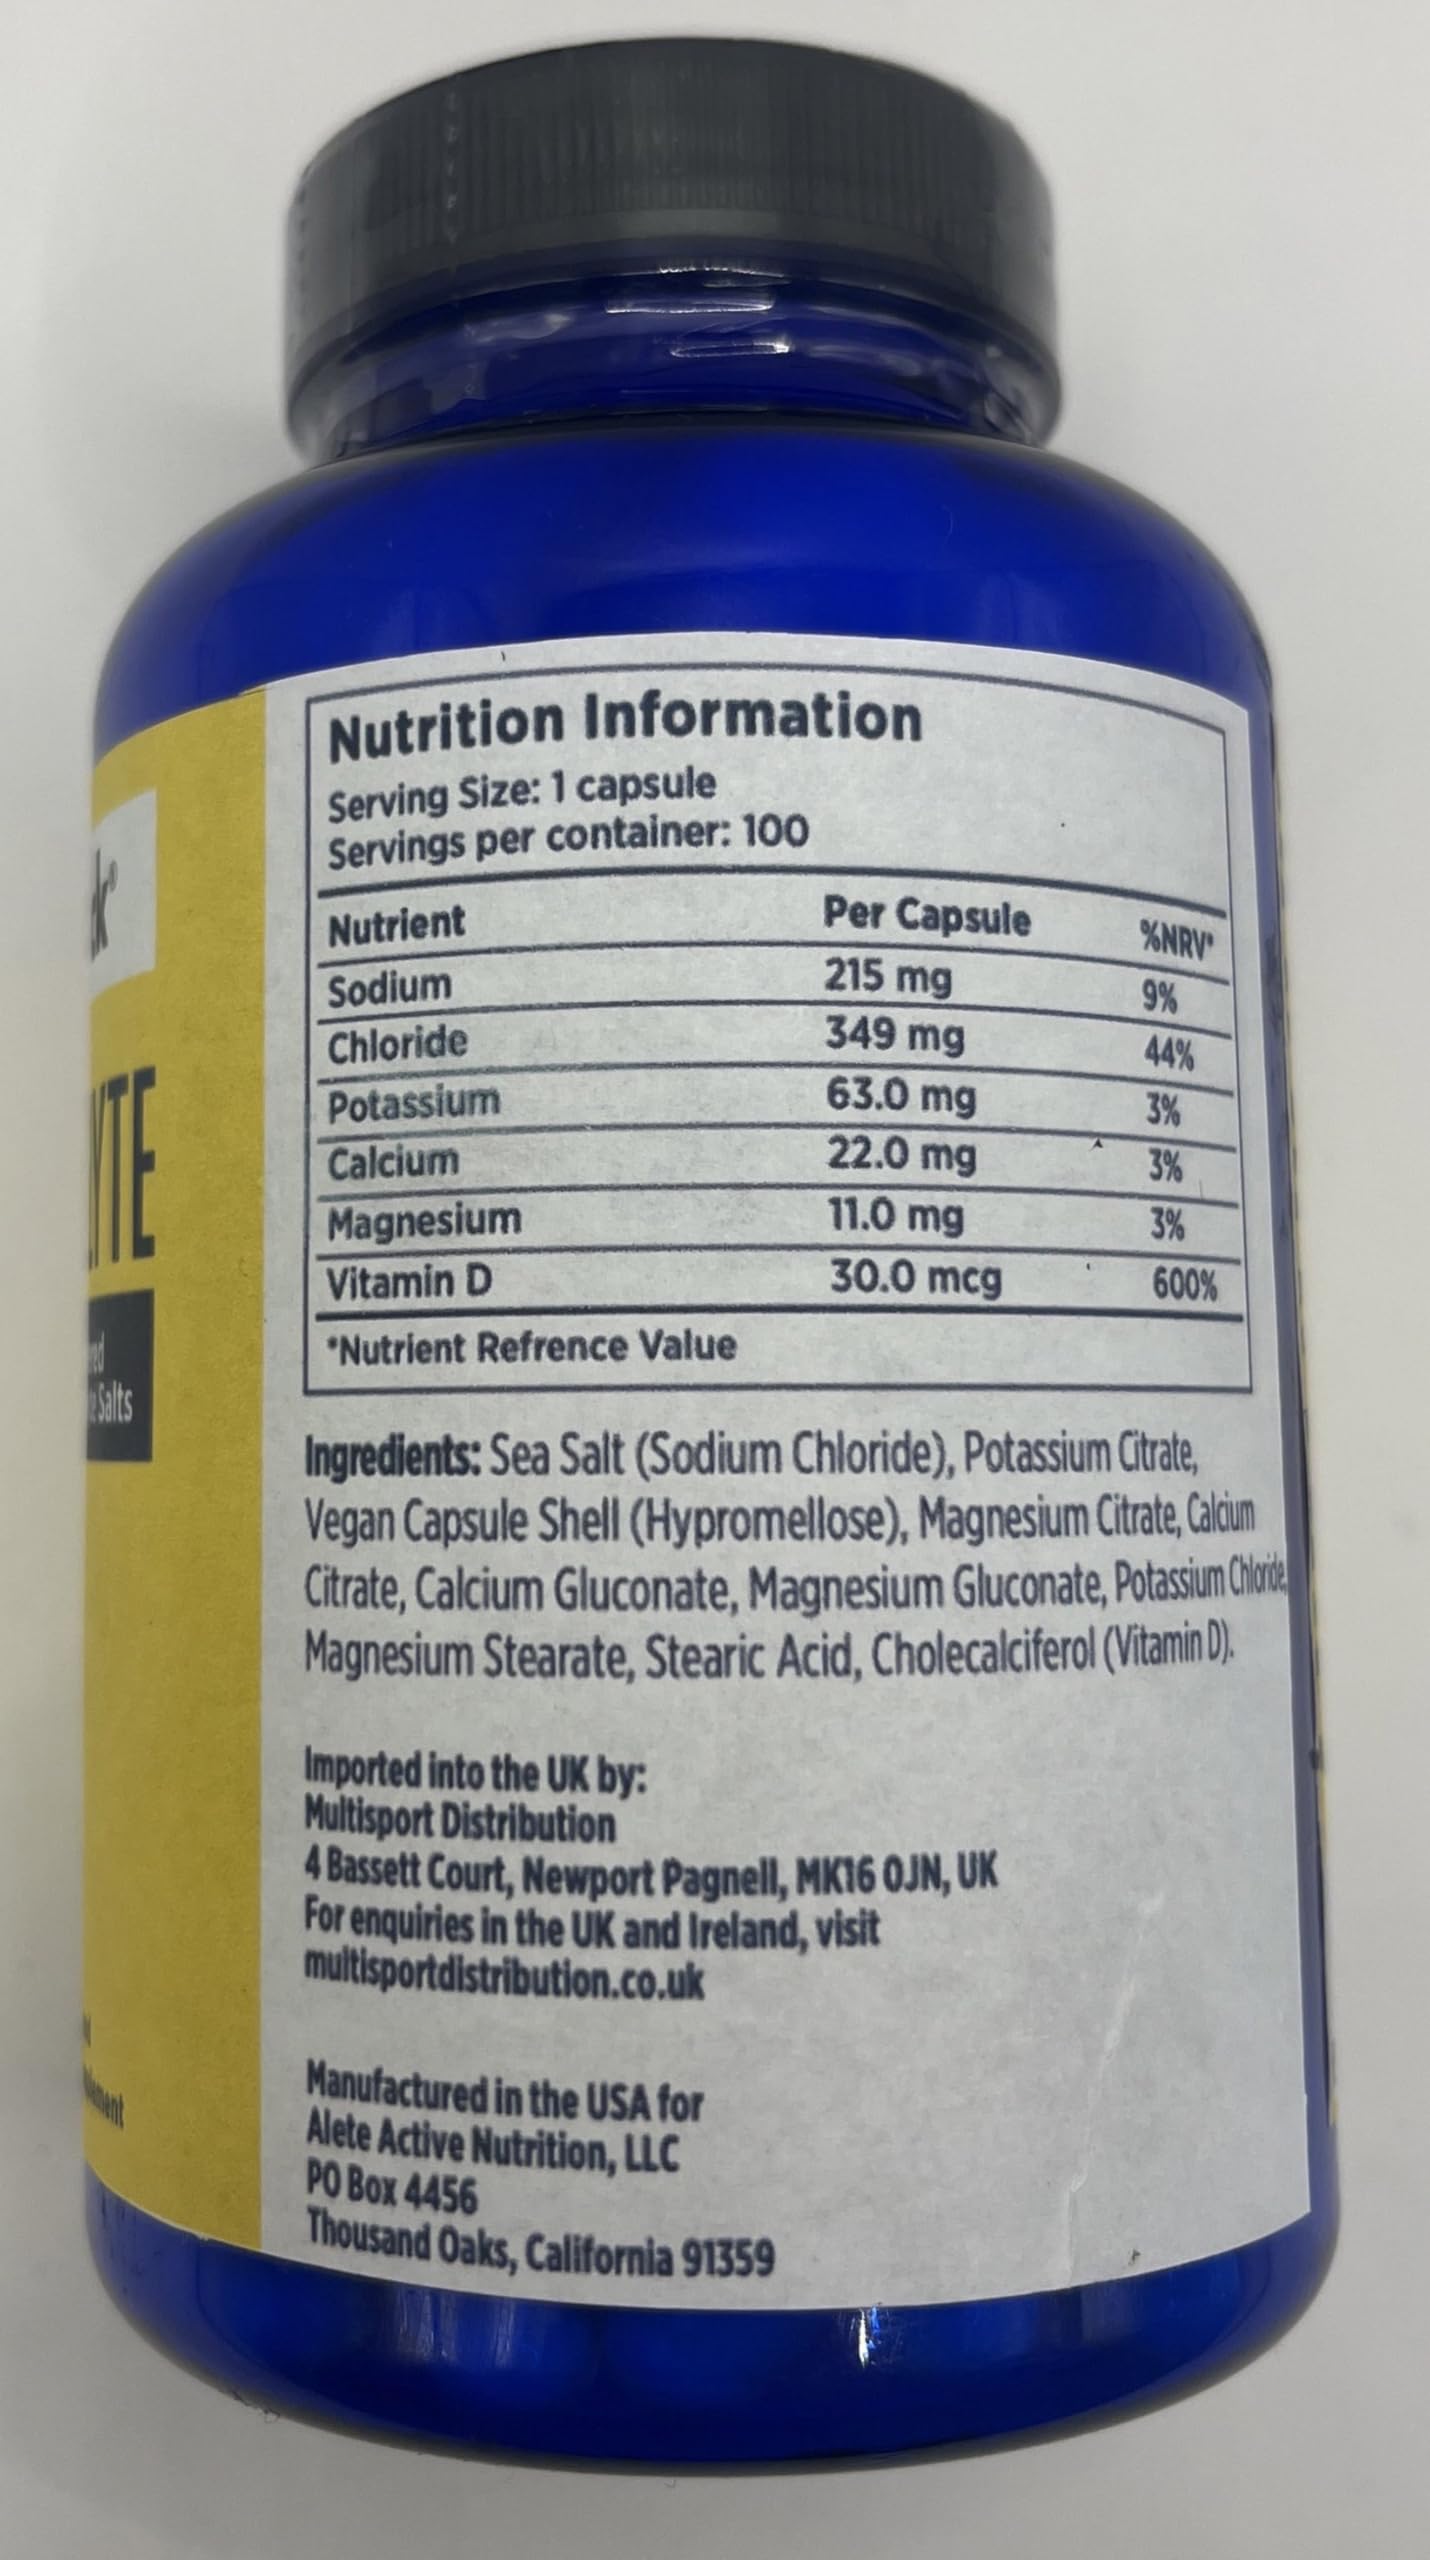 k®
LYTE
Salts
Nutrition Information
Serving Size: 1 capsule
Servings per container: 100
Nutrient Per Capsule %NRV*
Sodium 215 mg 9%
Chloride 349 mg 44%
Potassium 63.0 mg 3%
Calcium 22.0 mg 3%
Magnesium 11.0 mg 3%
Vitamin D 30.0 mcg 600%
*Nutrient Refrence Value
Ingredients: Sea Salt (Sodium Chloride), Potassium Citrate,
Vegan Capsule Shell (Hypromellose), Magnesium Citrate, Calcium
Citrate, Calcium Gluconate, Magnesium Gluconate, Potassium Chloride,
Magnesium Stearate, Stearic Acid, Cholecalciferol (Vitamin D).
Imported into the UK by:
Multisport Distribution
4 Bassett Court, Newport Pagnell, MK16 0JN, UK
For enquiries in the UK and Ireland, visit
multisportdistribution.co.uk
Manufactured in the USA for
Alete Active Nutrition, LLC
PO Box 4456
Thousand Oaks, California 91359